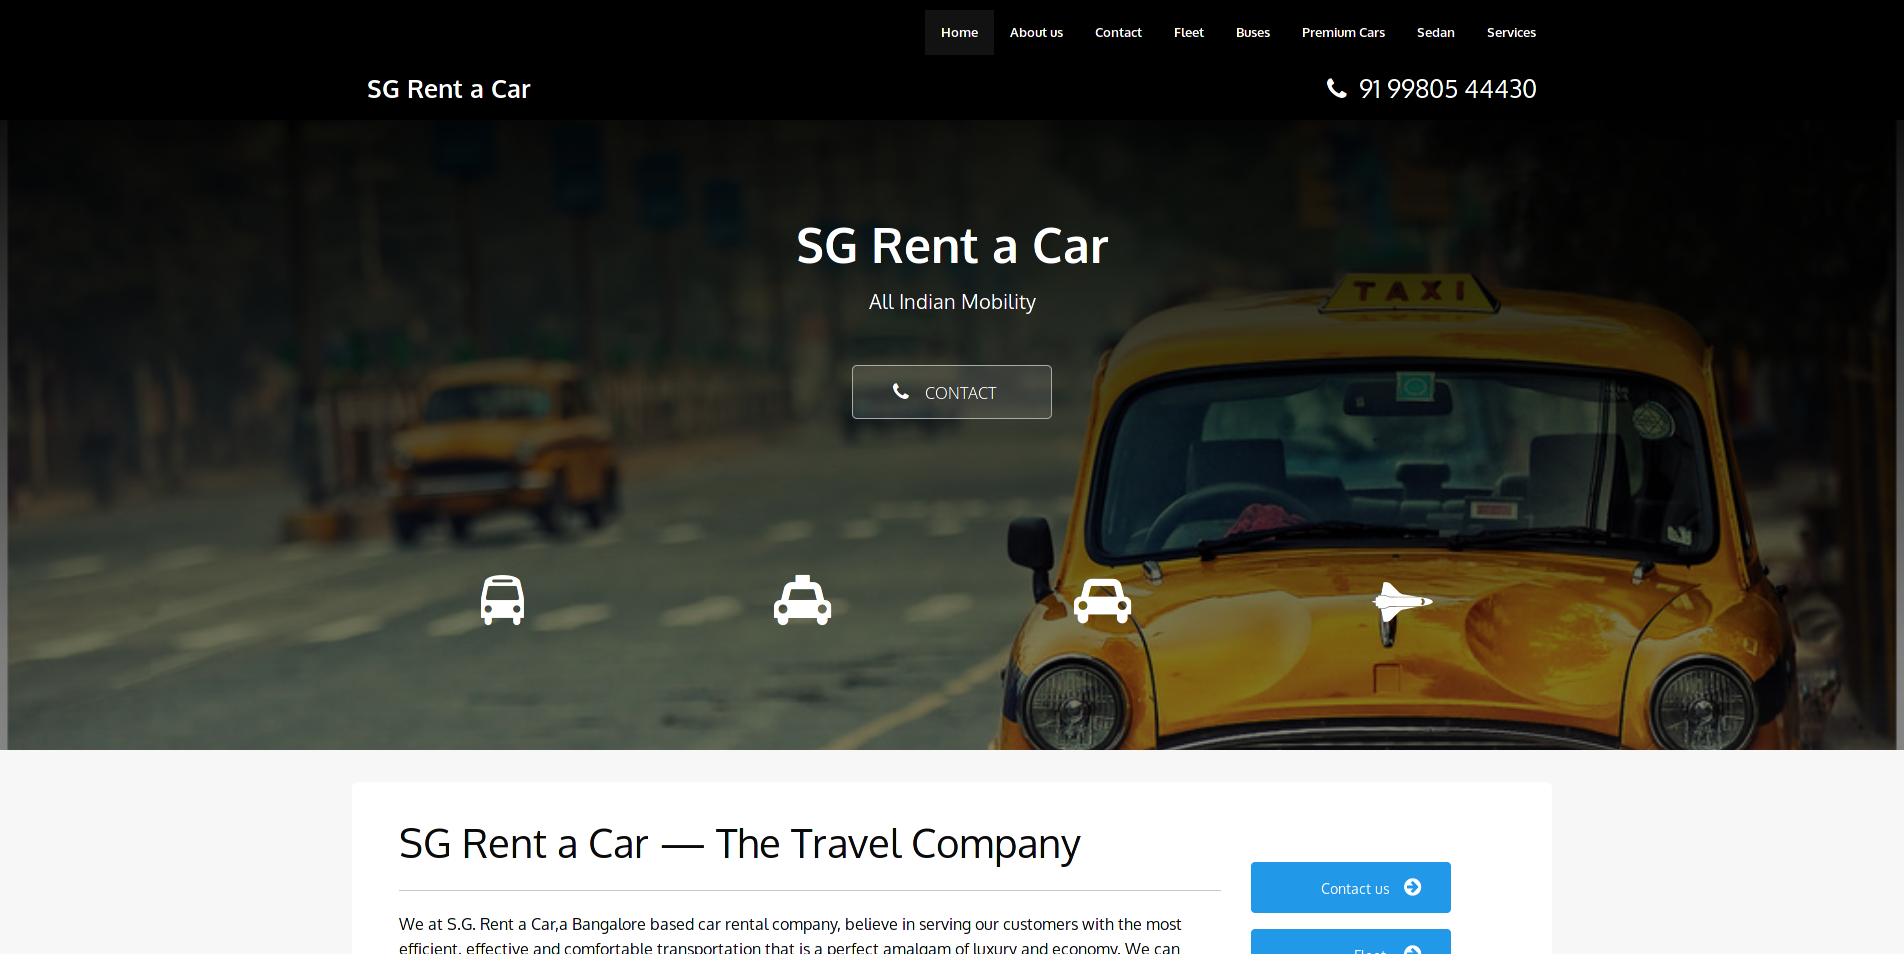 Home About us Contact Fleet Buses Premium Cars Sedan Services
SG Rent a Car
91 99805 44430
SG Rent a Car
All Indian Mobility
TAXI
CONTACT
SG Rent a Car — The Travel Company
Contact us
We at S.G. Rent a Car,a Bangalore based car rental company, believe in serving our customers with the most
efficient, effective and comfortable transportation that is a perfect amalgam of luxury and economy. We can
Fleet